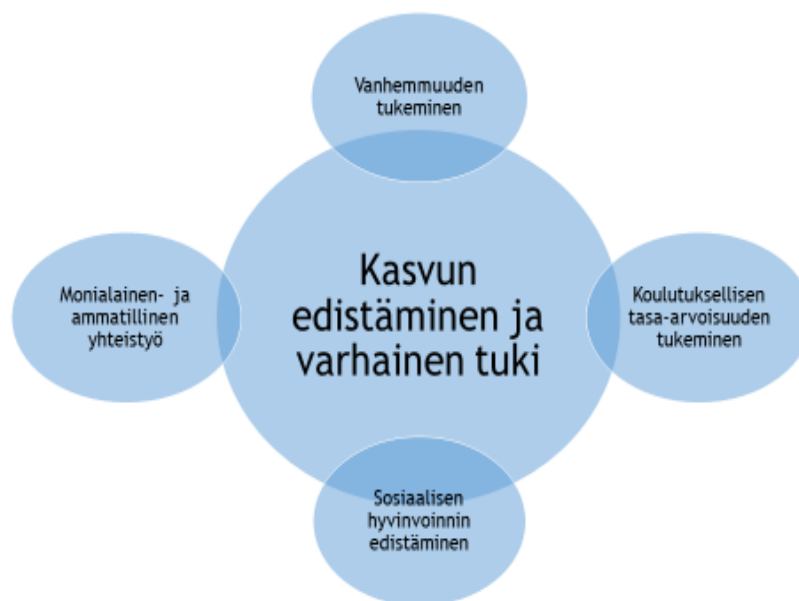 Vanhemmuuden
tukeminen
Monialainen- ja
ammatillinen
yhteistyö
Kasvun
edistäminen ja
varhainen tuki
Koulutuksellisen
tasa-arvoisuuden
tukeminen
Sosiaalisen
hyvinvoinnin
edistäminen